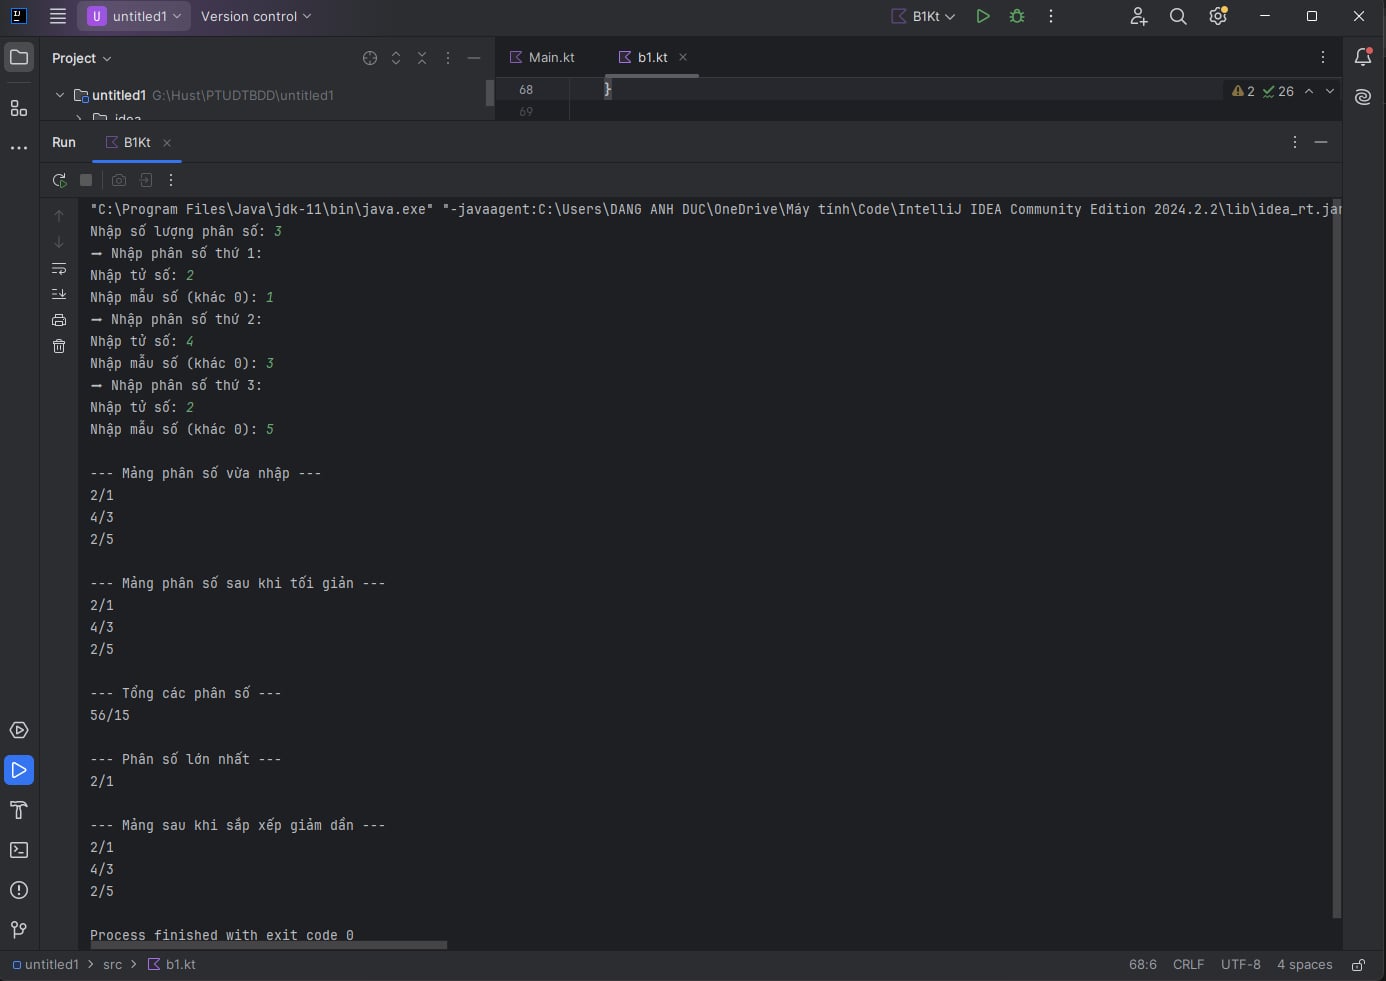 U untitled1 Version control B1Kt
Project Main.kt b1.kt
untitled1 G:\Hust\PTUDTBDD\untitled1 68 } 2 26
.idea 69
Run B1Kt
"C:\Program Files\Java\jdk-11\bin\java.exe" "-javaagent:C:\Users\DANG ANH DUC\OneDrive\Máy tính\Code\IntelliJ IDEA Community Edition 2024.2.2\lib\idea_rt.jar
Nhập số lượng phân số: 3
→ Nhập phân số thứ 1:
Nhập tử số: 2
Nhập mẫu số (khác 0): 1
→ Nhập phân số thứ 2:
Nhập tử số: 4
Nhập mẫu số (khác 0): 3
→ Nhập phân số thứ 3:
Nhập tử số: 2
Nhập mẫu số (khác 0): 5
--- Mảng phân số vừa nhập ---
2/1
4/3
2/5
--- Mảng phân số sau khi tối giản ---
2/1
4/3
2/5
--- Tổng các phân số ---
56/15
--- Phân số lớn nhất ---
2/1
--- Mảng sau khi sắp xếp giảm dần ---
2/1
4/3
2/5
Process finished with exit code 0
untitled1 > src > b1.kt 68:6 CRLF UTF-8 4 spaces